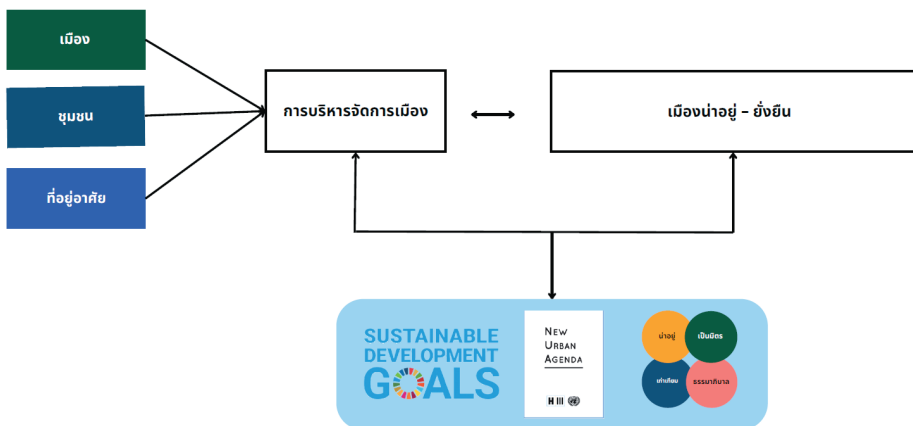 เมือง
ชุมชน
ที่อยู่อาศัย
การบริหารจัดการเมือง
เมืองน่าอยู่ - ยั่งยืน
SUSTAINABLE
DEVELOPMENT
GOALS
NEW
URBAN
AGENDA
H III
น่าอยู่
เป็นมิตร
เท่าเทียม
ธรรมาภิบาล